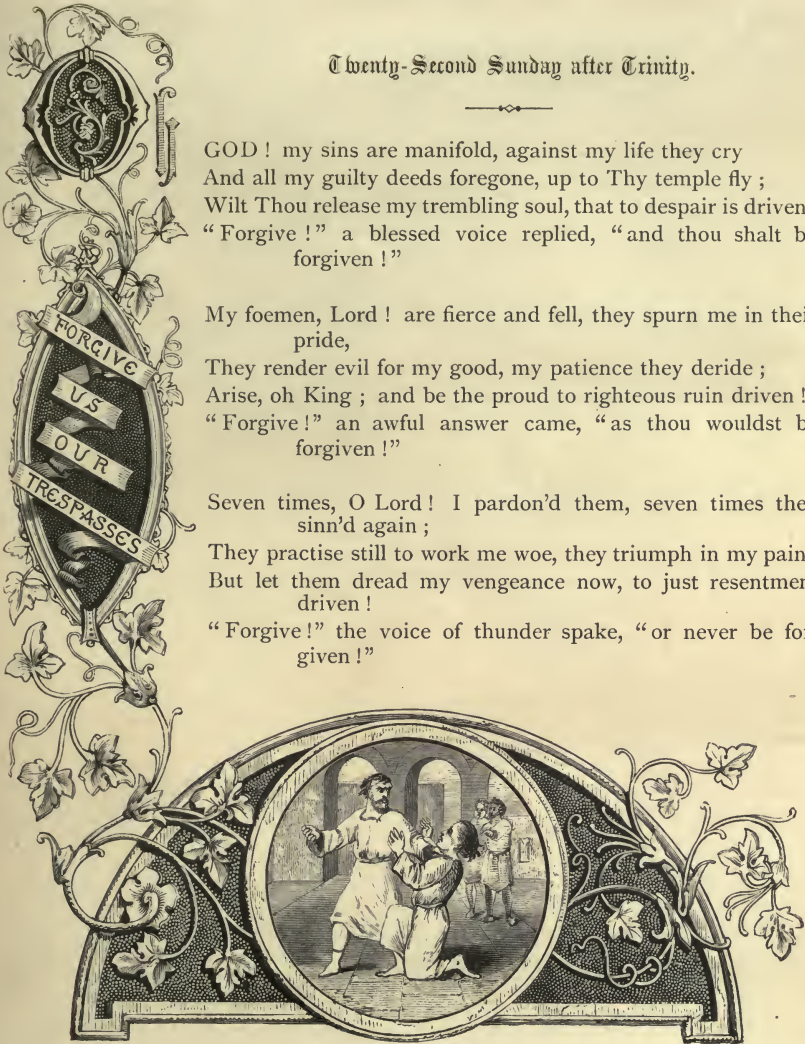 Twenty-Second Sunday after Trinity.
Oh
GOD ! my sins are manifold, against my life they cry
And all my guilty deeds foregone, up to Thy temple fly ;
Wilt Thou release my trembling soul, that to despair is driven
“ Forgive ! ” a blessed voice replied, “ and thou shalt b
forgiven ! ”
My foemen, Lord ! are fierce and fell, they spurn me in thei
pride,
They render evil for my good, my patience they deride ;
Arise, oh King ; and be the proud to righteous ruin driven !
“ Forgive ! ” an awful answer came, “ as thou wouldst b
forgiven ! ”
Seven times, O Lord ! I pardon’d them, seven times the
sinn’d again ;
They practise still to work me woe, they triumph in my pain
But let them dread my vengeance now, to just resentmen
driven !
“ Forgive ! ” the voice of thunder spake, “ or never be for
given ! ”
FORGIVE
US
OUR
TRESPASSES